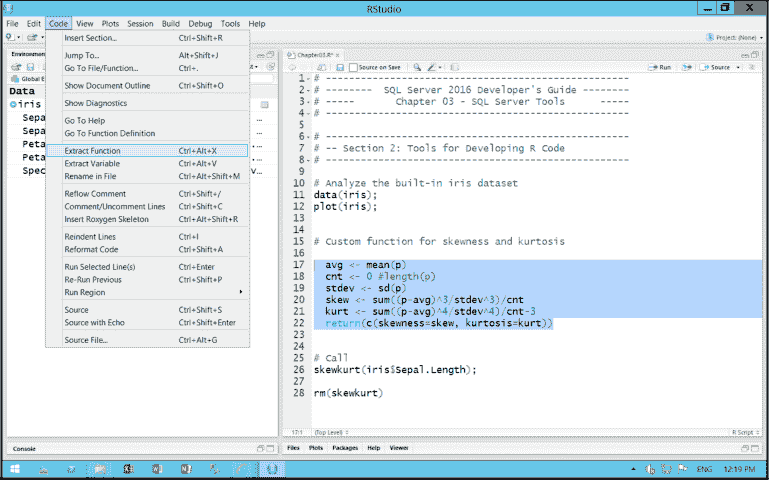 RStudio
File Edit Code View Plots Session Build Debug Tools Help
Project: (None)
Insert Section... Ctrl+Shift+R
Jump To... Alt+Shift+J
Go To File/Function... Ctrl+.
Show Document Outline Ctrl+Shift+O
Show Diagnostics
Go To Help
Go To Function Definition
Extract Function Ctrl+Alt+X
Extract Variable Ctrl+Alt+V
Rename in File Ctrl+Alt+Shift+M
Reflow Comment Ctrl+Shift+/
Comment/Uncomment Lines Ctrl+Shift+C
Insert Roxygen Skeleton Ctrl+Alt+Shift+R
Reindent Lines Ctrl+I
Reformat Code Ctrl+Shift+A
Run Selected Line(s) Ctrl+Enter
Re-Run Previous Ctrl+Shift+P
Run Region
Source Ctrl+Shift+S
Source with Echo Ctrl+Shift+Enter
Source File... Ctrl+Alt+G
Environmen
Global E
Data
iris
Sepa
Sepa
Peta
Peta
Spec
Console
Chapter03.R* ×
Source on Save Run Source
1 # ------------------------------------------------
2 # -------- SQL Server 2016 Developer's Guide --------
3 # ----- Chapter 03 - SQL Server Tools -----
4 # ------------------------------------------------
5
6 # ------------------------------------------------
7 # -- Section 2: Tools for Developing R Code
8 # ------------------------------------------------
9
10 # Analyze the built-in iris dataset
11 data(iris);
12 plot(iris);
13
14
15 # Custom function for skewness and kurtosis
16
17 avg <- mean(p)
18 cnt <- 0 #length(p)
19 stdev <- sd(p)
20 skew <- sum((p-avg)^3/stdev^3)/cnt
21 kurt <- sum((p-avg)^4/stdev^4)/cnt-3
22 return(c(skewness=skew, kurtosis=kurt))
23
24
25 # Call
26 skewkurt(iris$Sepal.Length);
27
28 rm(skewkurt)
17:1 (Top Level) R Script
Files Plots Packages Help Viewer
ENG 12:19 PM